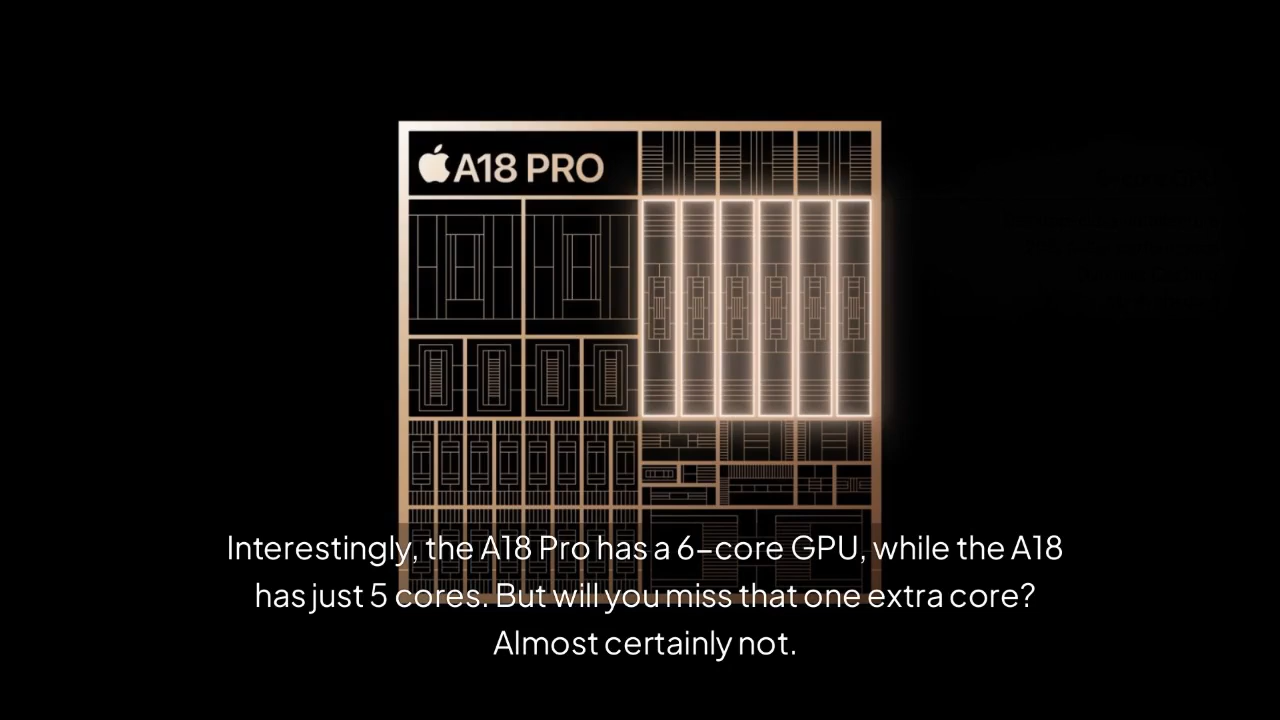 A18 PRO
Interestingly, the A18 Pro has a 6-core GPU, while the A18
has just 5 cores. But will you miss that one extra core?
Almost certainly not.